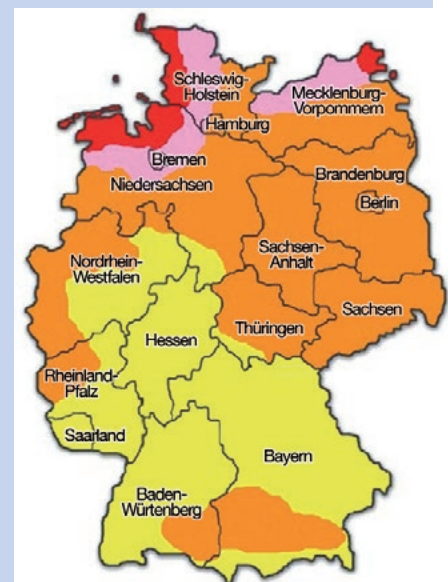 Schleswig-
Holstein
Mecklenburg-
Vorpommern
Hamburg
Bremen
Niedersachsen
Brandenburg
Berlin
Sachsen-
Anhalt
Nordrhein-
Westfalen
Sachsen
Thüringen
Hessen
Rheinland-
Pfalz
Saarland
Bayern
Baden-
Würtenberg